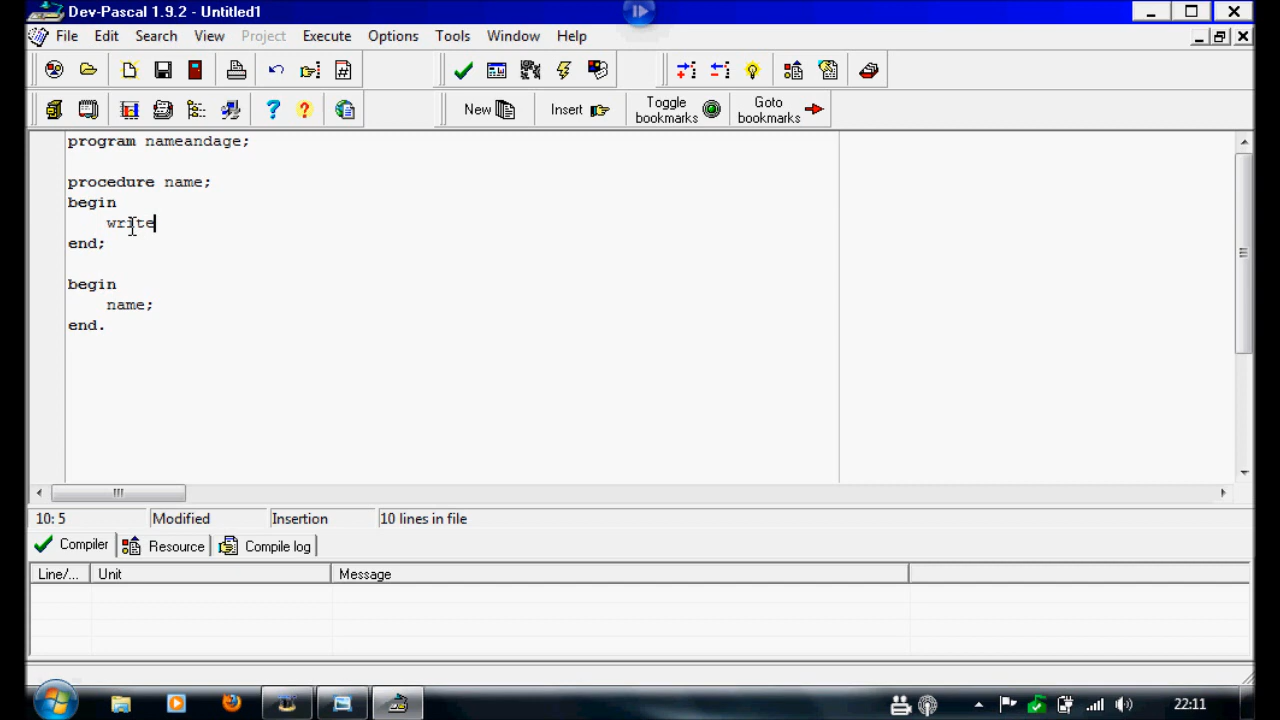 Dev-Pascal 1.9.2 - Untitled1
File Edit Search View Project Execute Options Tools Window Help
New Insert Toggle bookmarks Goto bookmarks
program nameandage;
procedure name;
begin
write
end;
begin
name;
end.
10: 5 Modified Insertion 10 lines in file
Compiler Resource Compile log
Line/... Unit Message
22:11